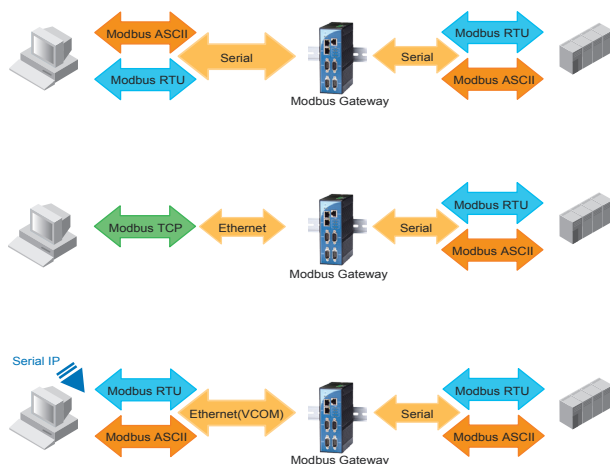 Modbus ASCII
Modbus RTU
Serial
Modbus Gateway
Serial
Modbus RTU
Modbus ASCII
Modbus TCP
Ethernet
Modbus Gateway
Serial
Modbus RTU
Modbus ASCII
Serial IP
Modbus RTU
Modbus ASCII
Ethernet(VCOM)
Modbus Gateway
Serial
Modbus RTU
Modbus ASCII